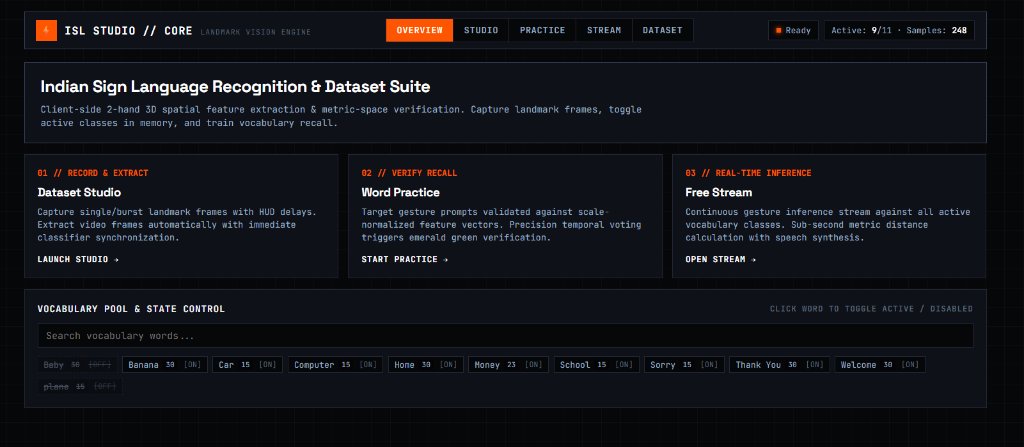 ISL STUDIO // CORE LANDMARK VISION ENGINE OVERVIEW STUDIO PRACTICE STREAM DATASET Ready Active: 9/11 · Samples: 248
Indian Sign Language Recognition & Dataset Suite
Client-side 2-hand 3D spatial feature extraction & metric-space verification. Capture landmark frames, toggle
active classes in memory, and train vocabulary recall.
01 // RECORD & EXTRACT
Dataset Studio
Capture single/burst landmark frames with HUD delays.
Extract video frames automatically with immediate
classifier synchronization.
LAUNCH STUDIO →
02 // VERIFY RECALL
Word Practice
Target gesture prompts validated against scale-
normalized feature vectors. Precision temporal voting
triggers emerald green verification.
START PRACTICE →
03 // REAL-TIME INFERENCE
Free Stream
Continuous gesture inference stream against all active
vocabulary classes. Sub-second metric distance
calculation with speech synthesis.
OPEN STREAM →
VOCABULARY POOL & STATE CONTROL CLICK WORD TO TOGGLE ACTIVE / DISABLED
Search vocabulary words...
Baby 30 [OFF] Banana 30 [ON] Car 15 [ON] Computer 15 [ON] Home 30 [ON] Money 23 [ON] School 15 [ON] Sorry 15 [ON] Thank You 30 [ON] Welcome 30 [ON]
plane 15 [OFF]